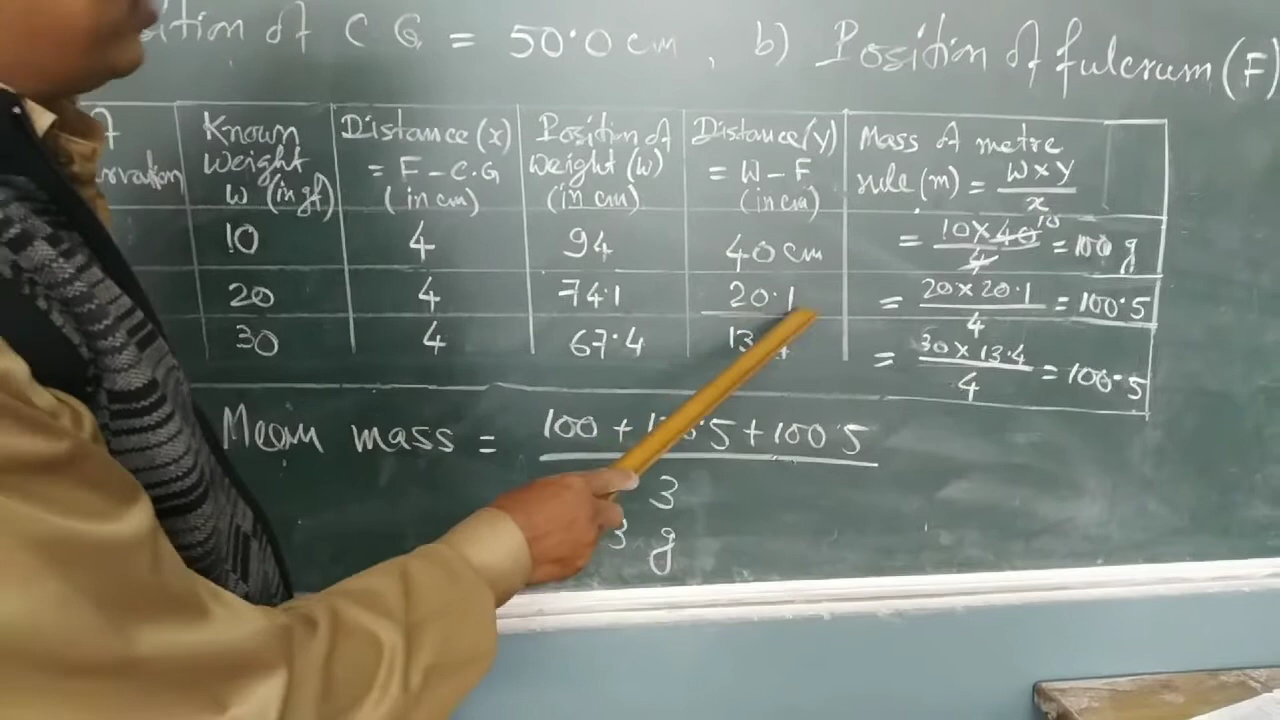 ition of C G = 50.0 cm , b) Position of fulcrum (F)
Known Weight W (in gf)
Distance (x) = F - C.G (in cm)
Position of weight (W) (in cm)
Distance (y) = W - F (in cm)
Mass of metre rule (m) = W x y / x
10 4 94 40 cm = 10 x 40 10 / 4 = 100 g
20 4 74.1 20.1 = 20 x 20.1 / 4 = 100.5
30 4 67.4 = 30 x 13.4 / 4 = 100.5
Mean mass = 100 + .5 + 100.5
3
3 g